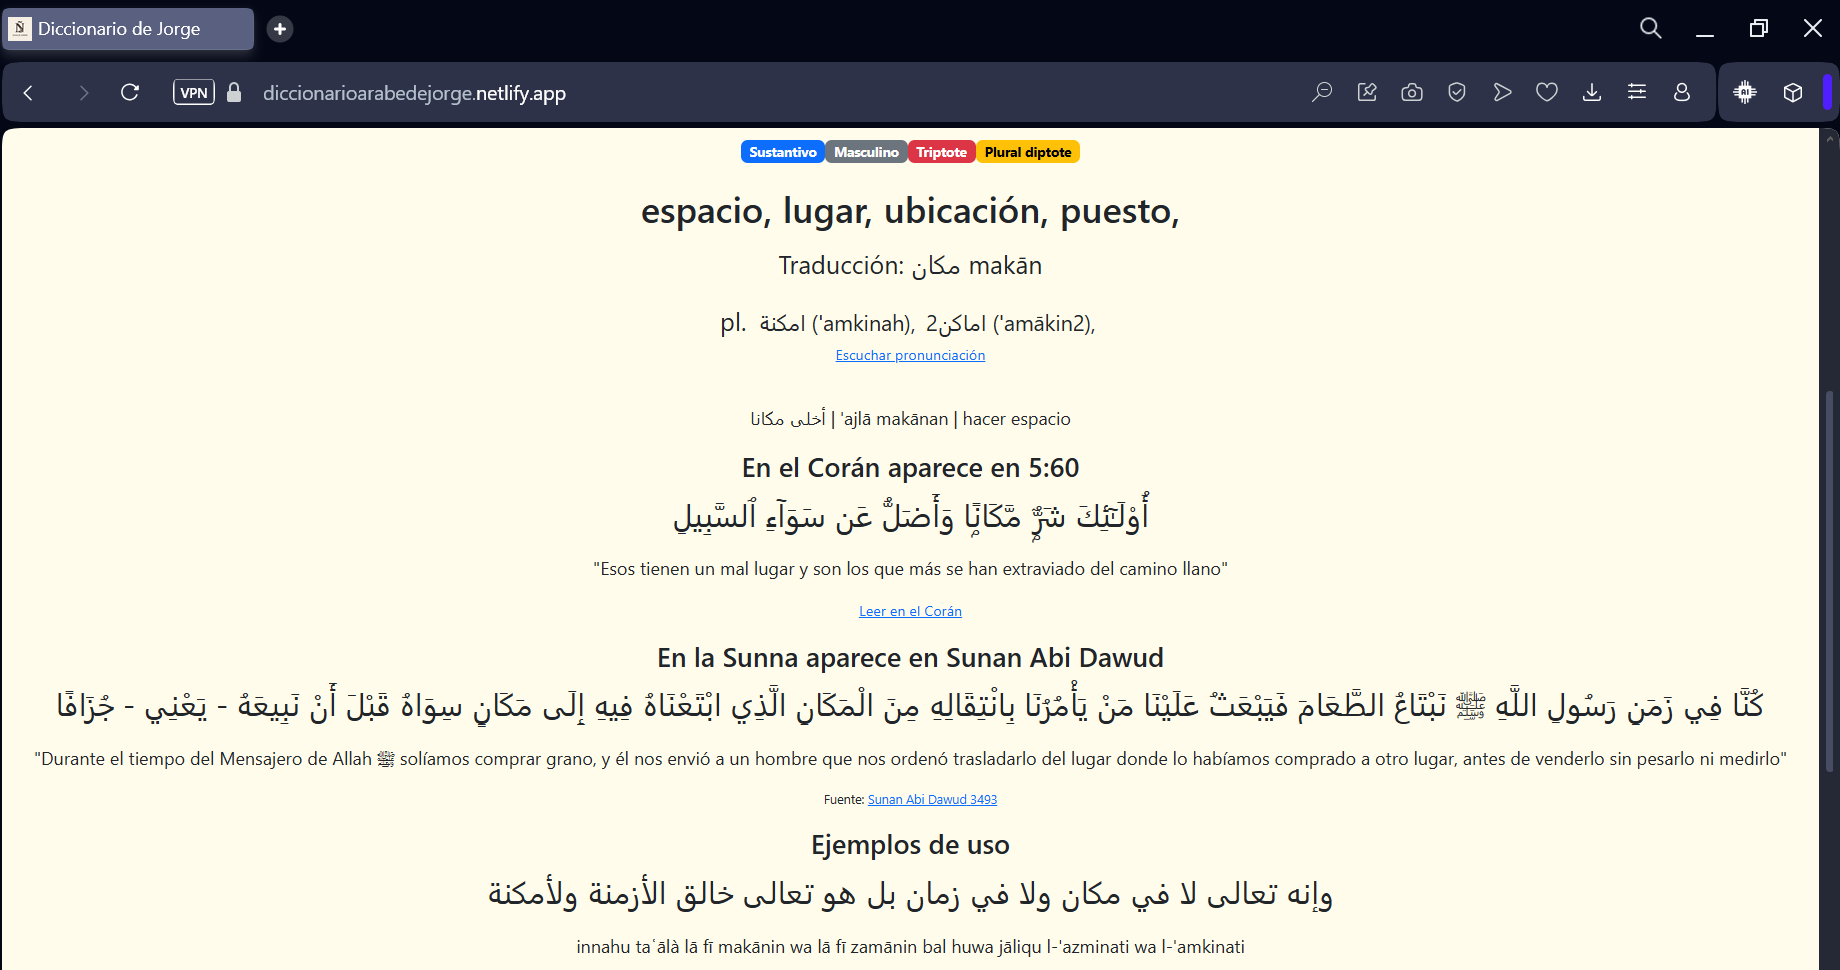 Diccionario de Jorge
VPN diccionarioarabedejorge.netlify.app
AI
Sustantivo Masculino Triptote Plural diptote
espacio, lugar, ubicación, puesto,
Traducción: مكان makān
pl. امكنة ('amkinah), اماكن2 ('amākin2),
Escuchar pronunciación
أخلى مكانا | 'ajlā makānan | hacer espacio
En el Corán aparece en 5:60
أُو۟لَـٰٓئِكَ شَرٌّۭ مَّكَانًۭا وَأَضَلُّ عَن سَوَآءِ ٱلسَّبِيلِ
"Esos tienen un mal lugar y son los que más se han extraviado del camino llano"
Leer en el Corán
En la Sunna aparece en Sunan Abi Dawud
كُنَّا فِي زَمَنِ رَسُولِ اللَّهِ ﷺ نَبْتَاعُ الطَّعَامَ فَيَبْعَثُ عَلَيْنَا مَنْ يَأْمُرُنَا بِانْتِقَالِهِ مِنَ الْمَكَانِ الَّذِي ابْتَعْنَاهُ فِيهِ إِلَى مَكَانٍ سِوَاهُ قَبْلَ أَنْ نَبِيعَهُ - يَعْنِي - جُزَافًا
"Durante el tiempo del Mensajero de Allah ﷺ solíamos comprar grano, y él nos envió a un hombre que nos ordenó trasladarlo del lugar donde lo habíamos comprado a otro lugar, antes de venderlo sin pesarlo ni medirlo"
Fuente: Sunan Abi Dawud 3493
Ejemplos de uso
وإنه تعالى لا في مكان ولا في زمان بل هو تعالى خالق الأزمنة ولأمكنة
innahu taʿālà lā fī makānin wa lā fī zamānin bal huwa jāliqu l-'azminati wa l-'amkinati